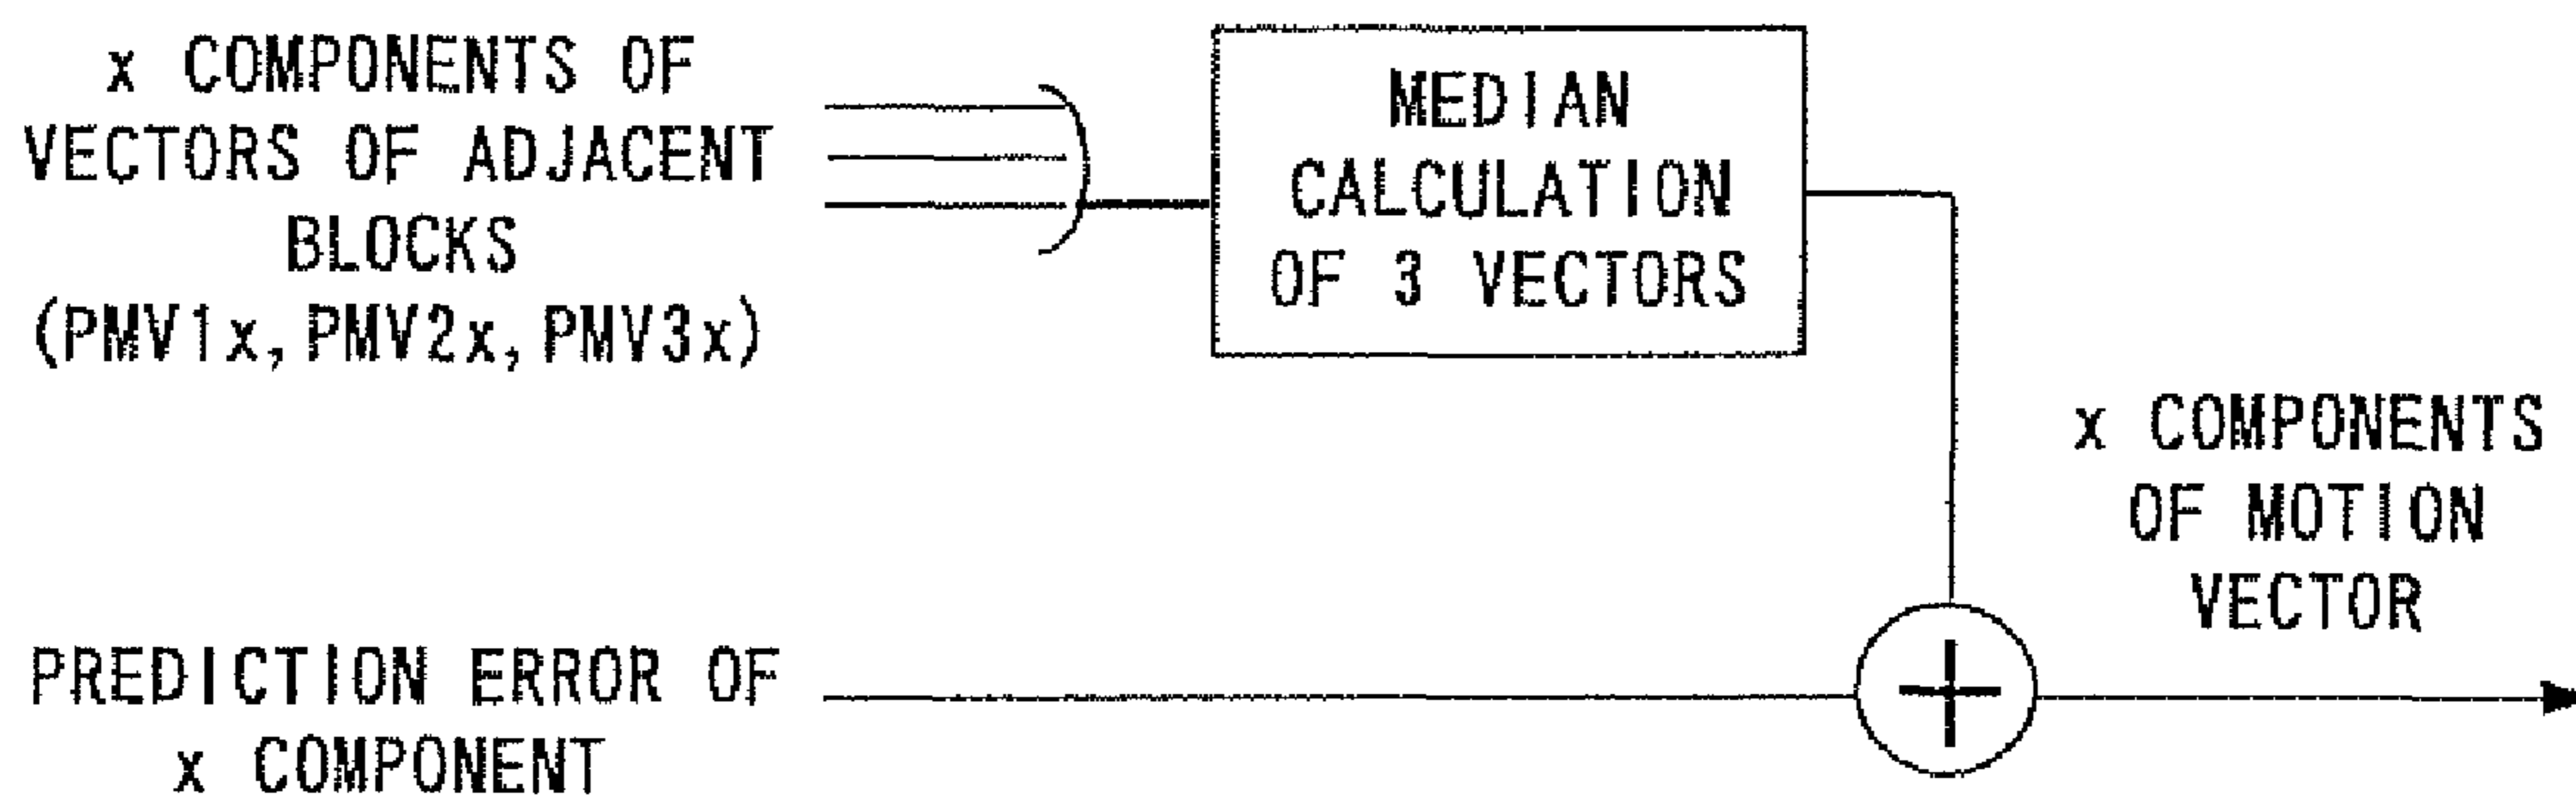 x COMPONENTS OF
VECTORS OF ADJACENT
BLOCKS
(PMV1x, PMV2x, PMV3x)
MEDIAN
CALCULATION
OF 3 VECTORS
x COMPONENTS
OF MOTION
VECTOR
PREDICTION ERROR OF
x COMPONENT